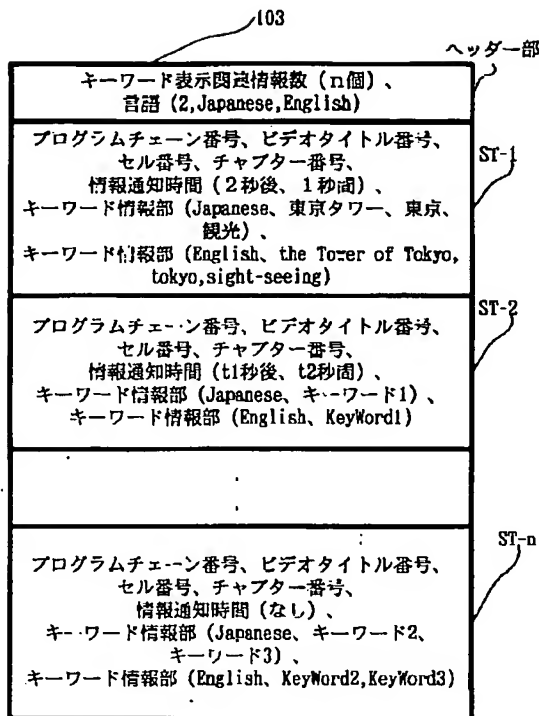 103
ヘッダー部
キーワード表示関連情報数（n個）、
言語（2,Japanese,English）
プログラムチェーン番号、ビデオタイトル番号、
セル番号、チャプター番号、
情報通知時間（2秒後、1秒間）、
キーワード情報部（Japanese、東京タワー、東京、
観光）、
キーワード情報部（English、the Tower of Tokyo,
tokyo,sight-seeing）
ST-1
プログラムチェーン番号、ビデオタイトル番号、
セル番号、チャプター番号、
情報通知時間（t1秒後、t2秒間）、
キーワード情報部（Japanese、キーワード1）、
キーワード情報部（English、KeyWord1）
ST-2
プログラムチェーン番号、ビデオタイトル番号、
セル番号、チャプター番号、
情報通知時間（なし）、
キーワード情報部（Japanese、キーワード2、
キーワード3）、
キーワード情報部（English、KeyWord2,KeyWord3）
ST-n